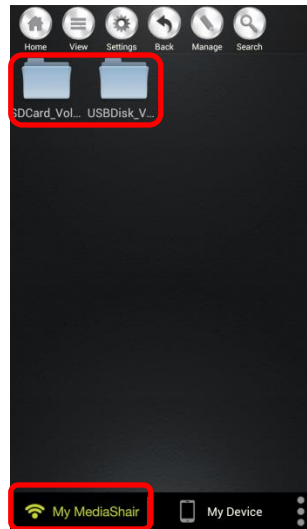 Home View Settings Back Manage Search
SDCard_Vol... USBDisk_V...
My MediaShair My Device